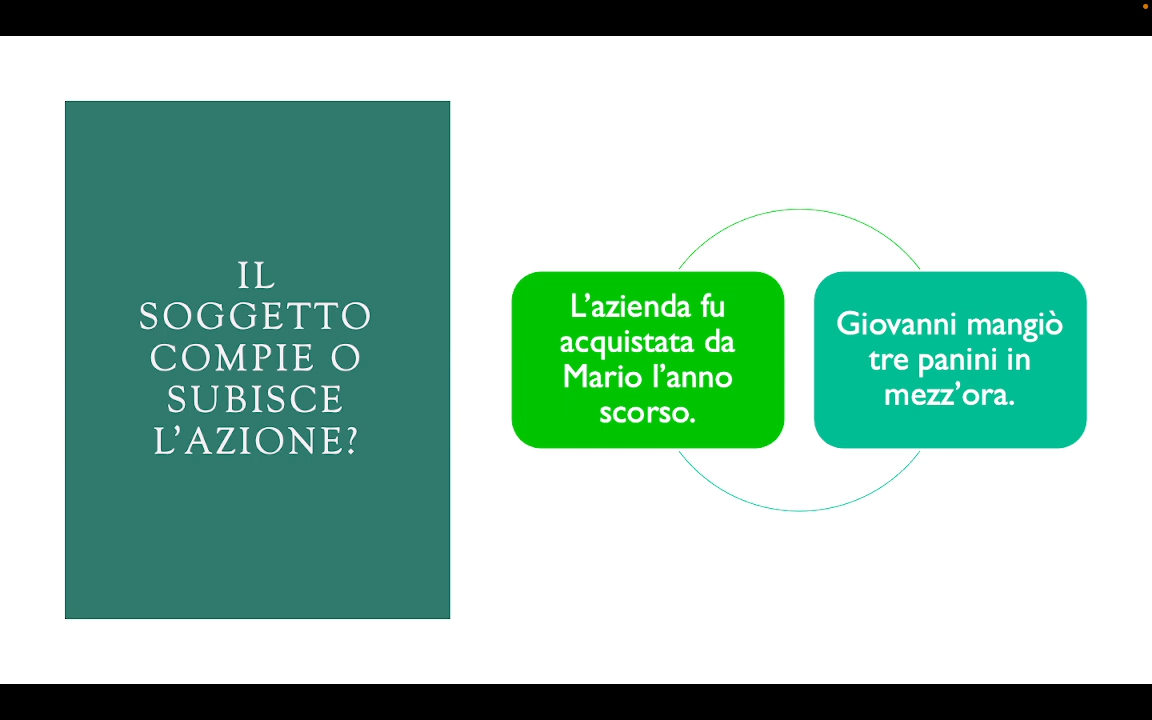 IL
SOGGETTO
COMPIE O
SUBISCE
L’AZIONE?
L’azienda fu
acquistata da
Mario l’anno
scorso.
Giovanni mangiò
tre panini in
mezz’ora.